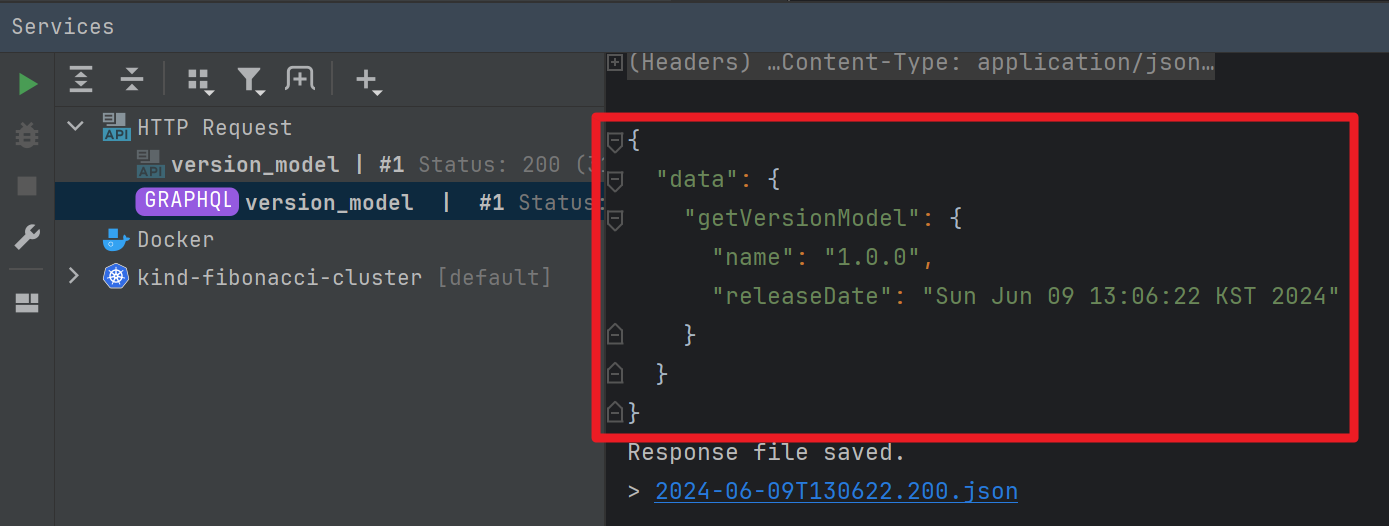 Services
(Headers) …Content-Type: application/json…
HTTP Request
version_model | #1 Status: 200
GRAPHQL version_model | #1 Status:
Docker
kind-fibonacci-cluster [default]
{
"data": {
"getVersionModel": {
"name": "1.0.0",
"releaseDate": "Sun Jun 09 13:06:22 KST 2024"
}
}
}
Response file saved.
> 2024-06-09T130622.200.json